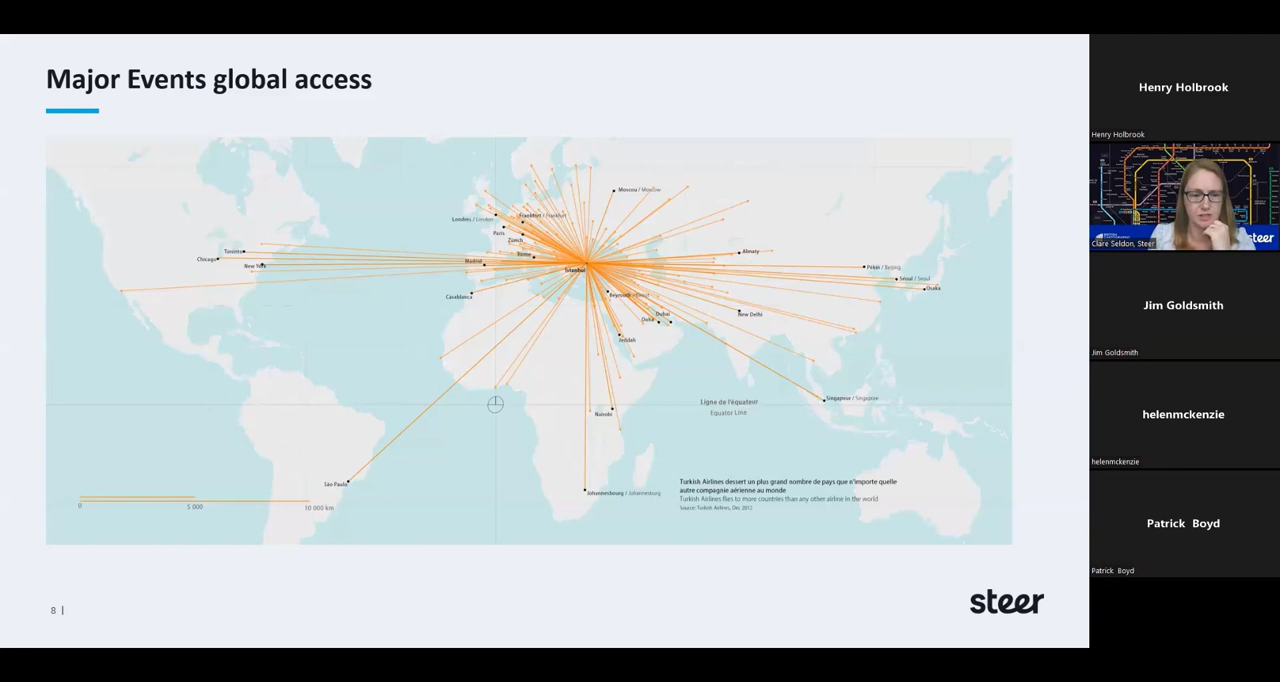 Major Events global access
Moscou / Moscow
Londres / London
Frankfurt / Frankfurt
Paris
Zürich
Rome
Madrid
Istanbul
Toronto
Chicago
New York
Casablanca
Beyrouth / Beirut
Dubai
Doha
Jeddah
Almaty
New Delhi
Pékin / Beijing
Séoul / Seoul
Osaka
Singapour / Singapore
Nairobi
Ligne de l'équateur
Equator Line
São Paulo
Johannesbourg / Johannesburg
0
5 000
10 000 km
Turkish Airlines dessert un plus grand nombre de pays que n'importe quelle
autre compagnie aérienne au monde
Turkish Airlines flies to more countries than any other airline in the world
Source: Turkish Airlines, Dec 2012
8 |
steer
Henry Holbrook
Henry Holbrook
steer
Clare Seldon, Steer
Jim Goldsmith
Jim Goldsmith
helenmckenzie
helenmckenzie
Patrick Boyd
Patrick Boyd